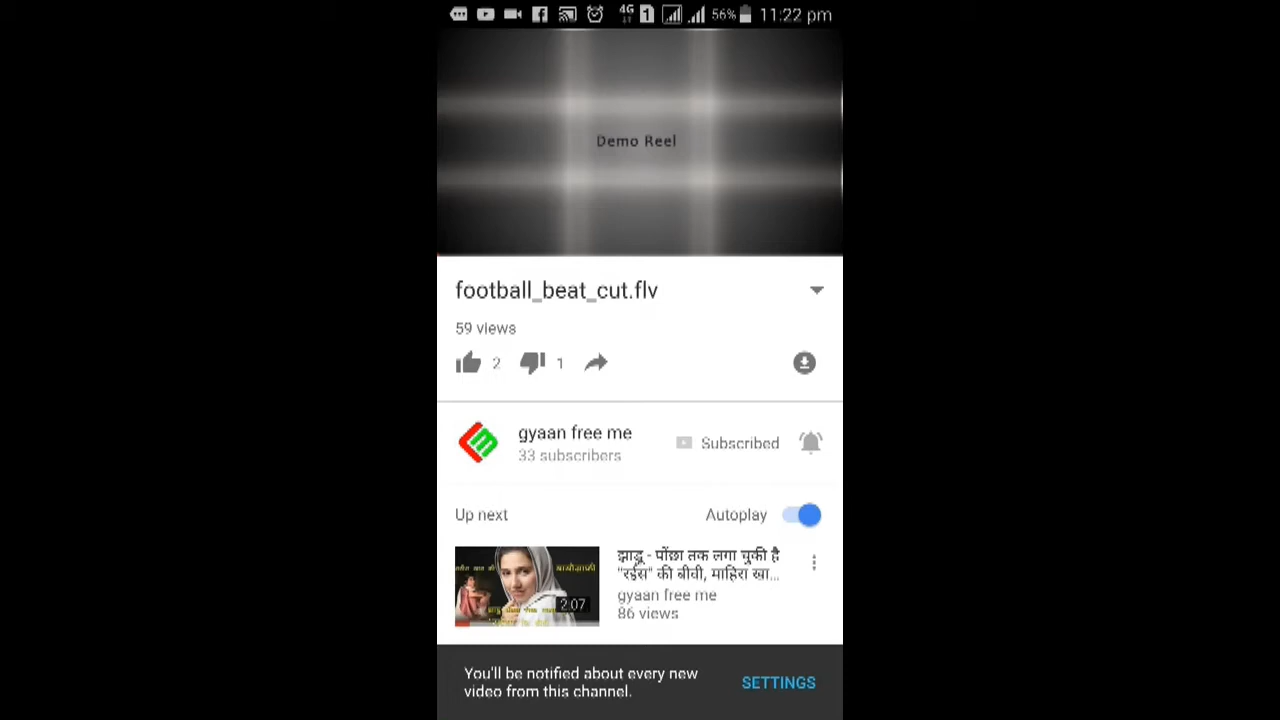 4G 1 56% 11:22 pm
Demo Reel
football_beat_cut.flv
59 views
2 1
gyaan free me
Subscribed
33 subscribers
Up next
Autoplay
2:07
झाड़ू - पोंछा तक लगा चुकी है
"रईस" की बीवी, माहिरा खा...
gyaan free me
86 views
You'll be notified about every new
video from this channel.
SETTINGS